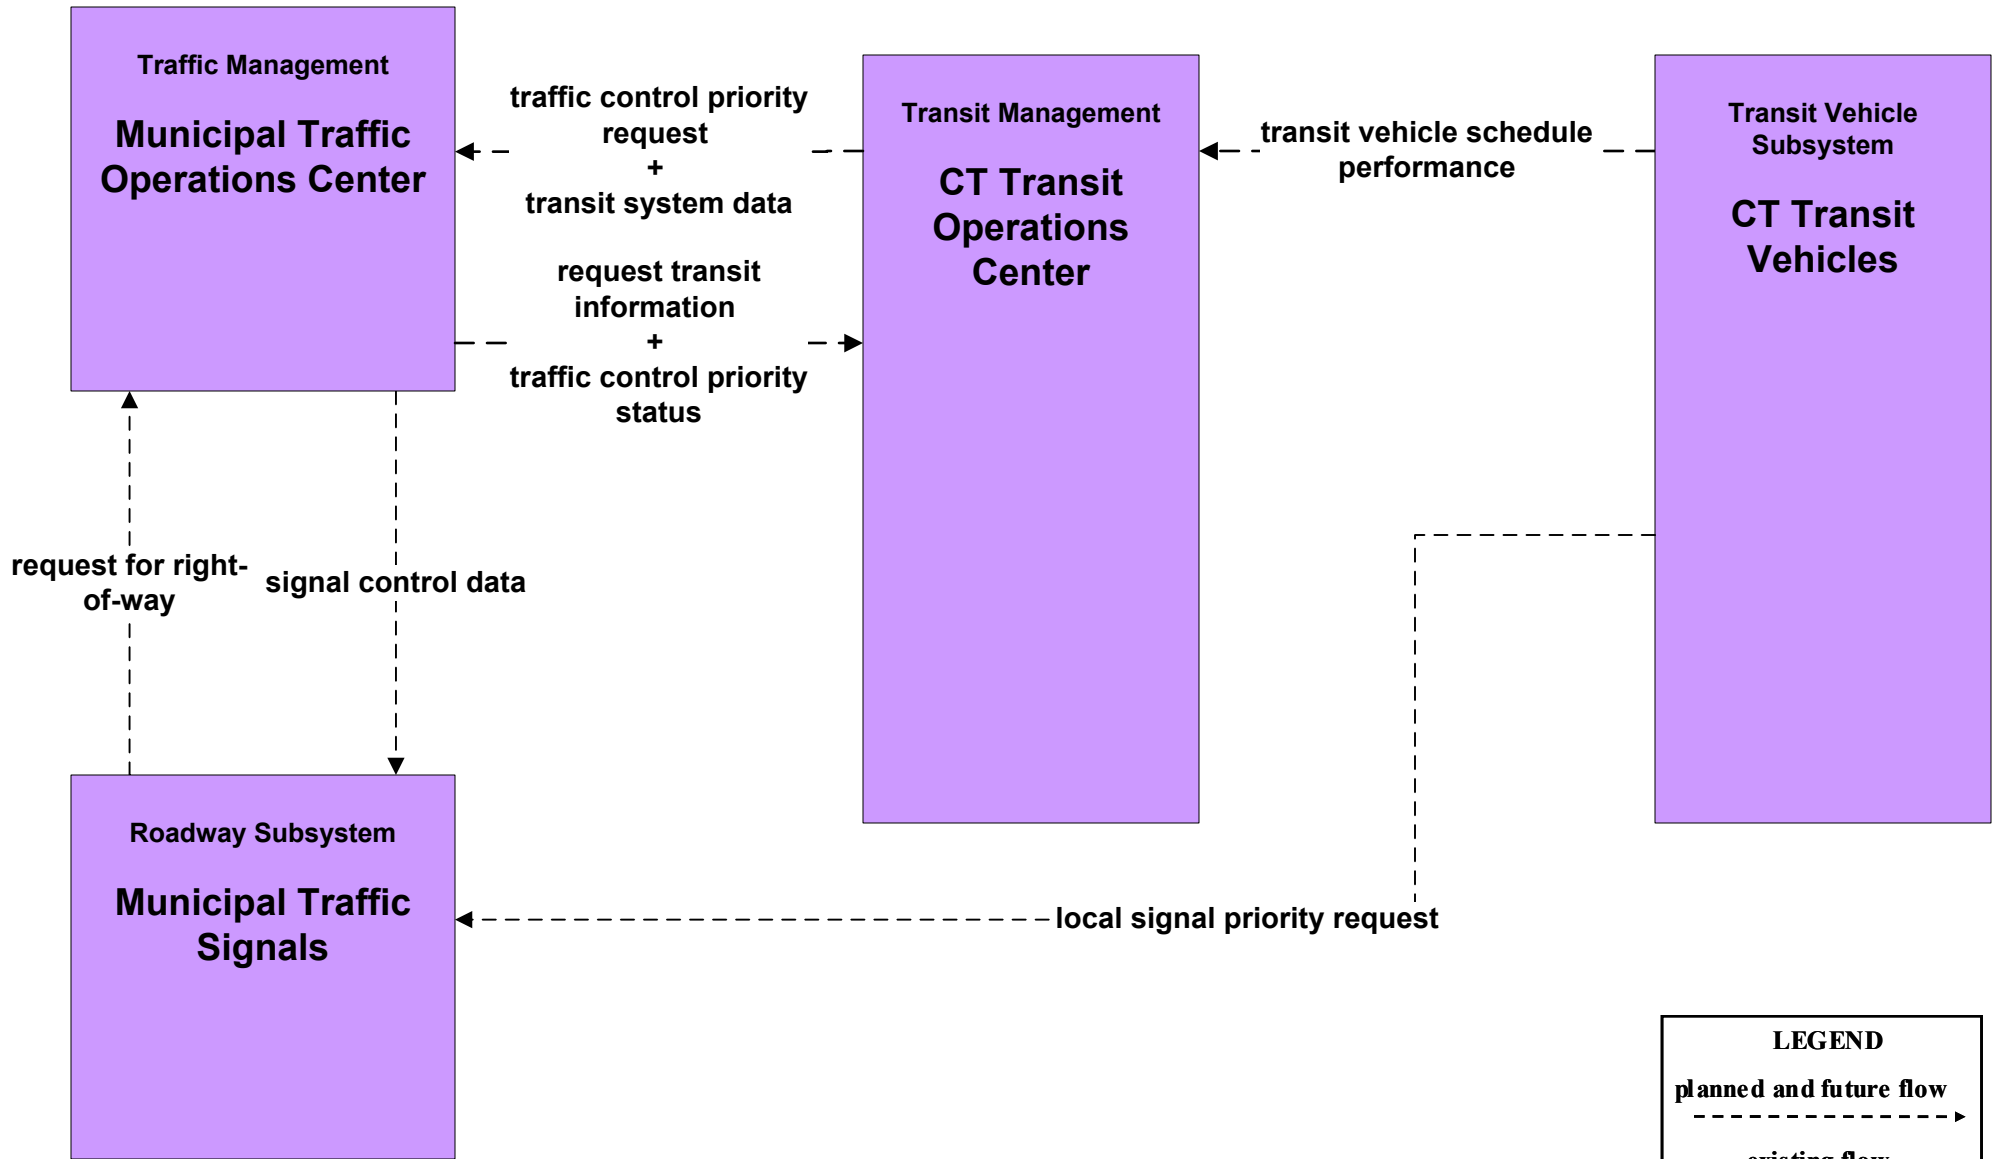 Traffic Management
Municipal Traffic
Operations Center
traffic control priority
request
+
transit system data
request transit
information
+
traffic control priority
status
Transit Management
CT Transit
Operations
Center
transit vehicle schedule
performance
Transit Vehicle
Subsystem
CT Transit
Vehicles
request for right-
of-way
signal control data
Roadway Subsystem
Municipal Traffic
Signals
local signal priority request
LEGEND
planned and future flow
existing flow